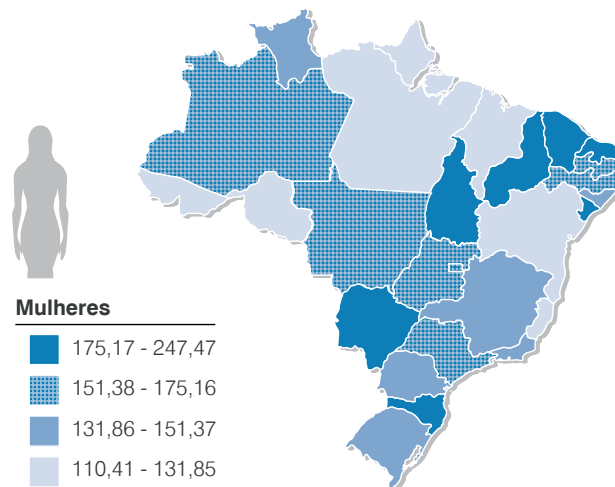 Mulheres
175,17 - 247,47
151,38 - 175,16
131,86 - 151,37
110,41 - 131,85